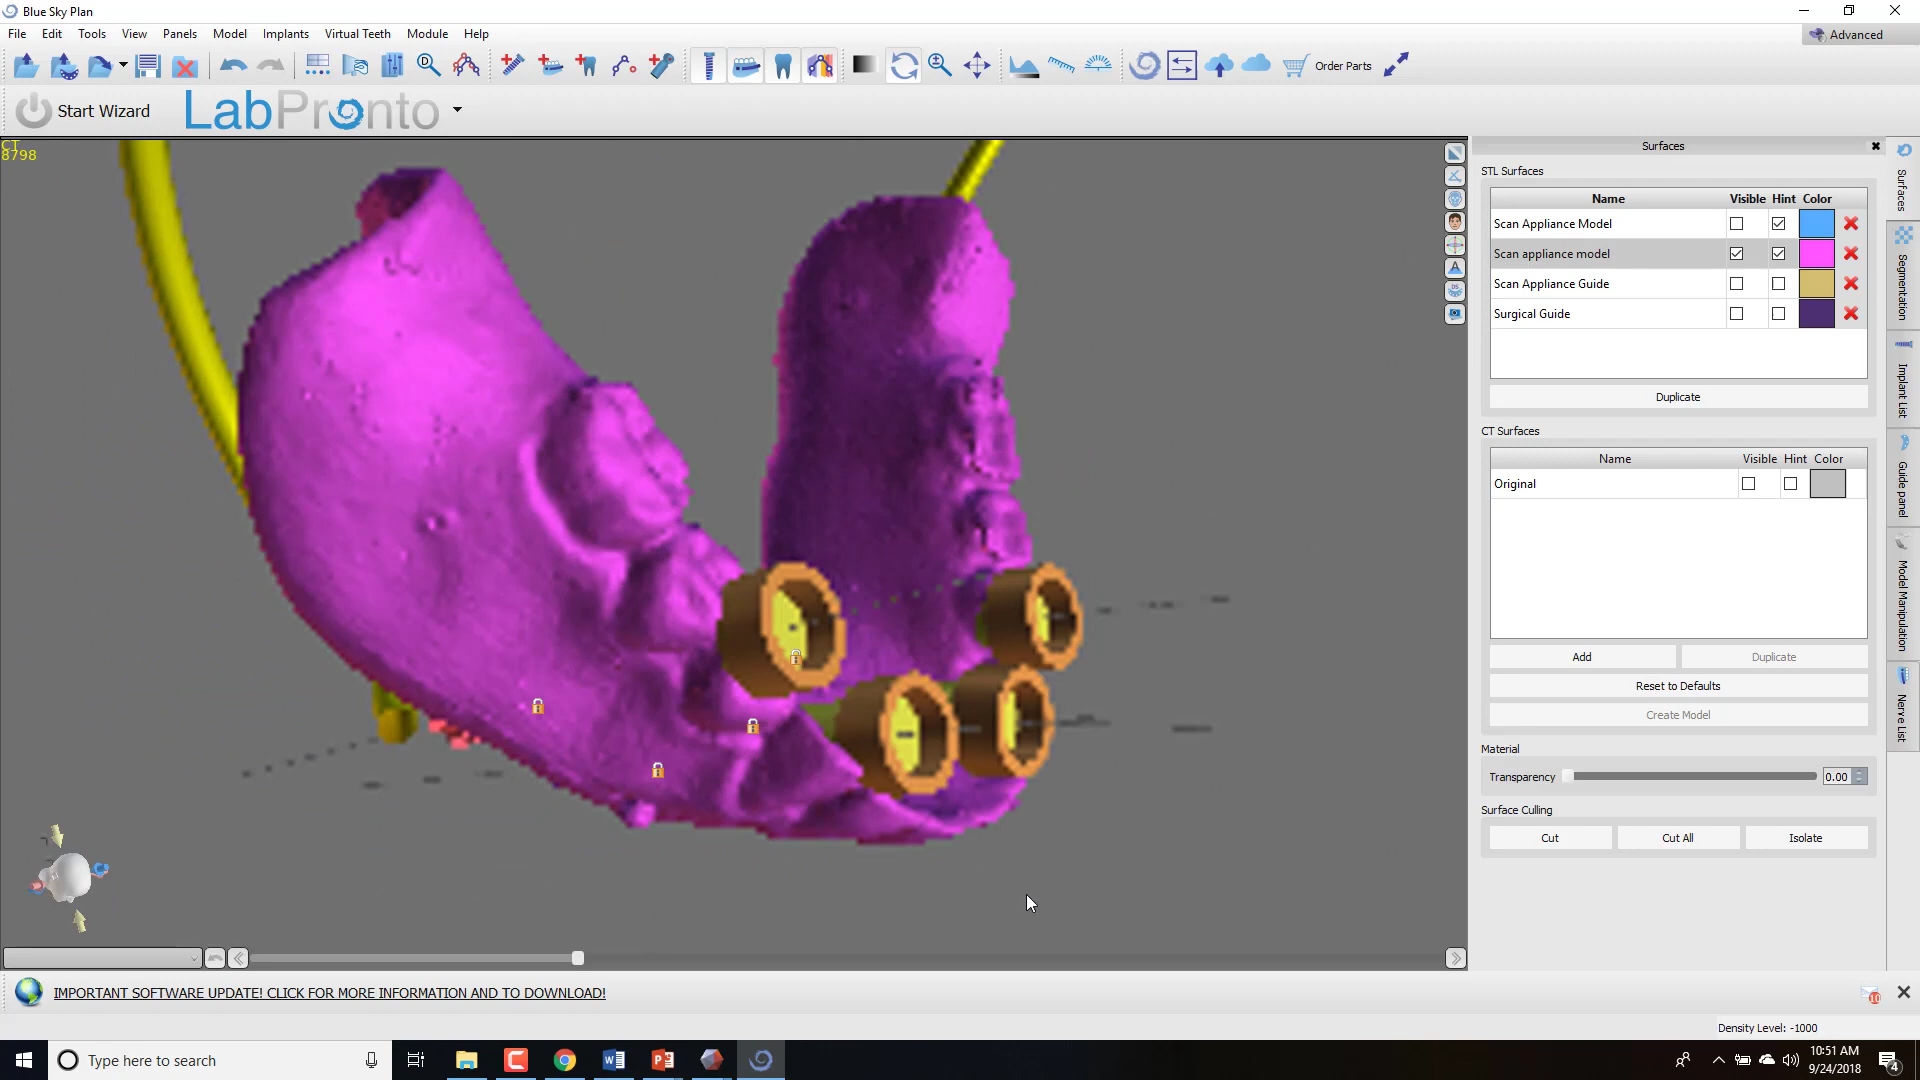 Blue Sky Plan
File Edit Tools View Panels Model Implants Virtual Teeth Module Help
Advanced
Order Parts
Start Wizard
LabPronto
CT
8798
Surfaces
STL Surfaces
Name Visible Hint Color
Scan Appliance Model
Scan appliance model
Scan Appliance Guide
Surgical Guide
Duplicate
CT Surfaces
Name Visible Hint Color
Original
Add Duplicate
Reset to Defaults
Create Model
Material
Transparency 0.00
Surface Culling
Cut Cut All Isolate
Surfaces
Segmentation
Implant List
Guide panel
Model Manipulation
Nerve List
IMPORTANT SOFTWARE UPDATE! CLICK FOR MORE INFORMATION AND TO DOWNLOAD!
10
Density Level: -1000
Type here to search
10:51 AM
9/24/2018
4